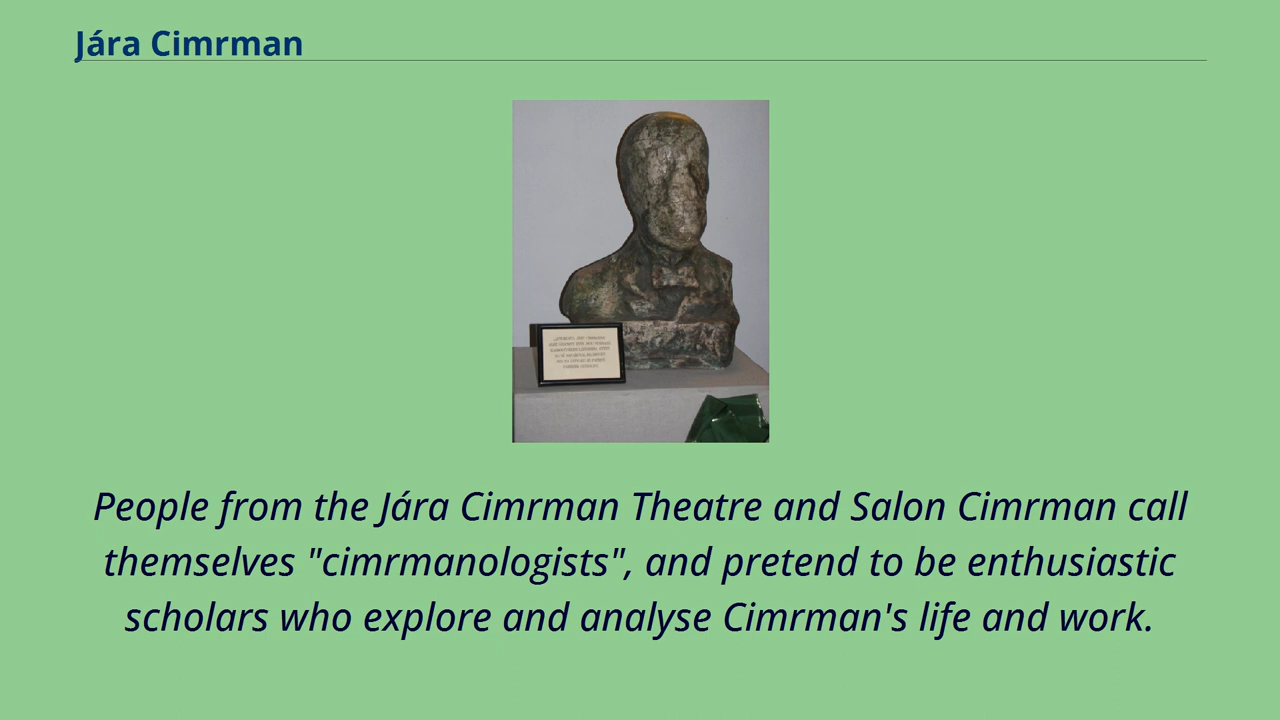 Jára Cimrman
People from the Jára Cimrman Theatre and Salon Cimrman call
themselves "cimrmanologists", and pretend to be enthusiastic
scholars who explore and analyse Cimrman's life and work.